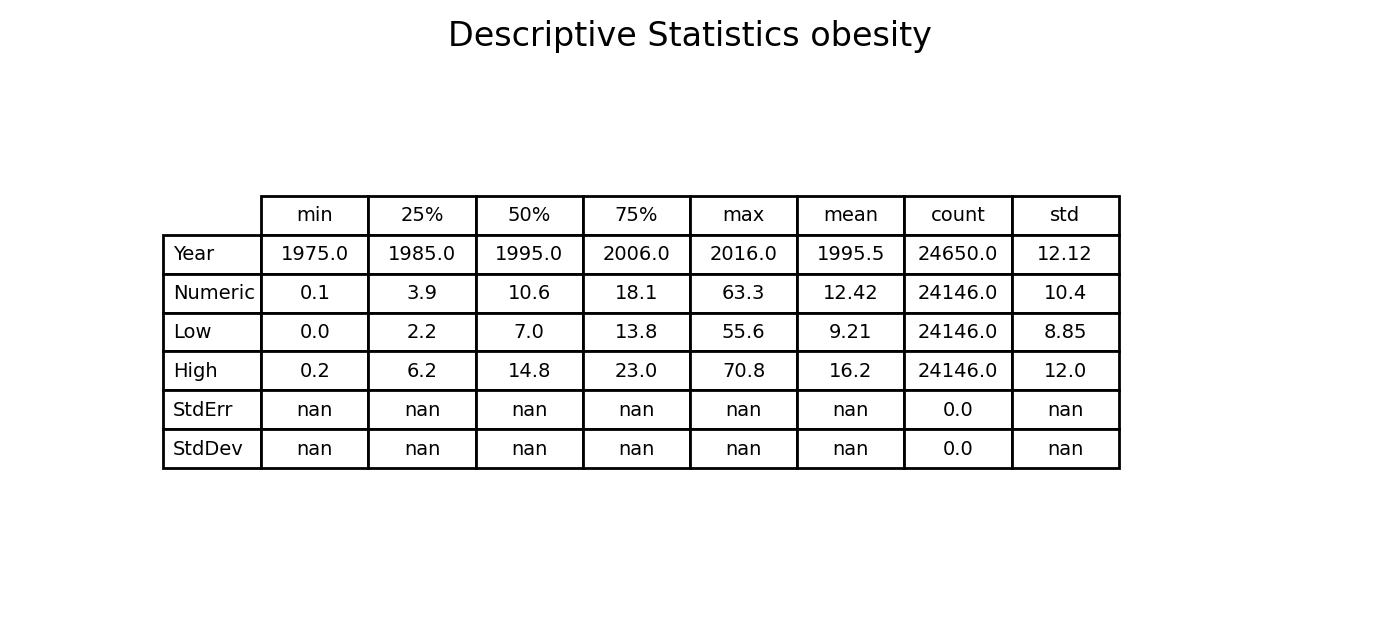 Descriptive Statistics obesity
min 25% 50% 75% max mean count std
Year 1975.0 1985.0 1995.0 2006.0 2016.0 1995.5 24650.0 12.12
Numeric 0.1 3.9 10.6 18.1 63.3 12.42 24146.0 10.4
Low 0.0 2.2 7.0 13.8 55.6 9.21 24146.0 8.85
High 0.2 6.2 14.8 23.0 70.8 16.2 24146.0 12.0
StdErr nan nan nan nan nan nan 0.0 nan
StdDev nan nan nan nan nan nan 0.0 nan